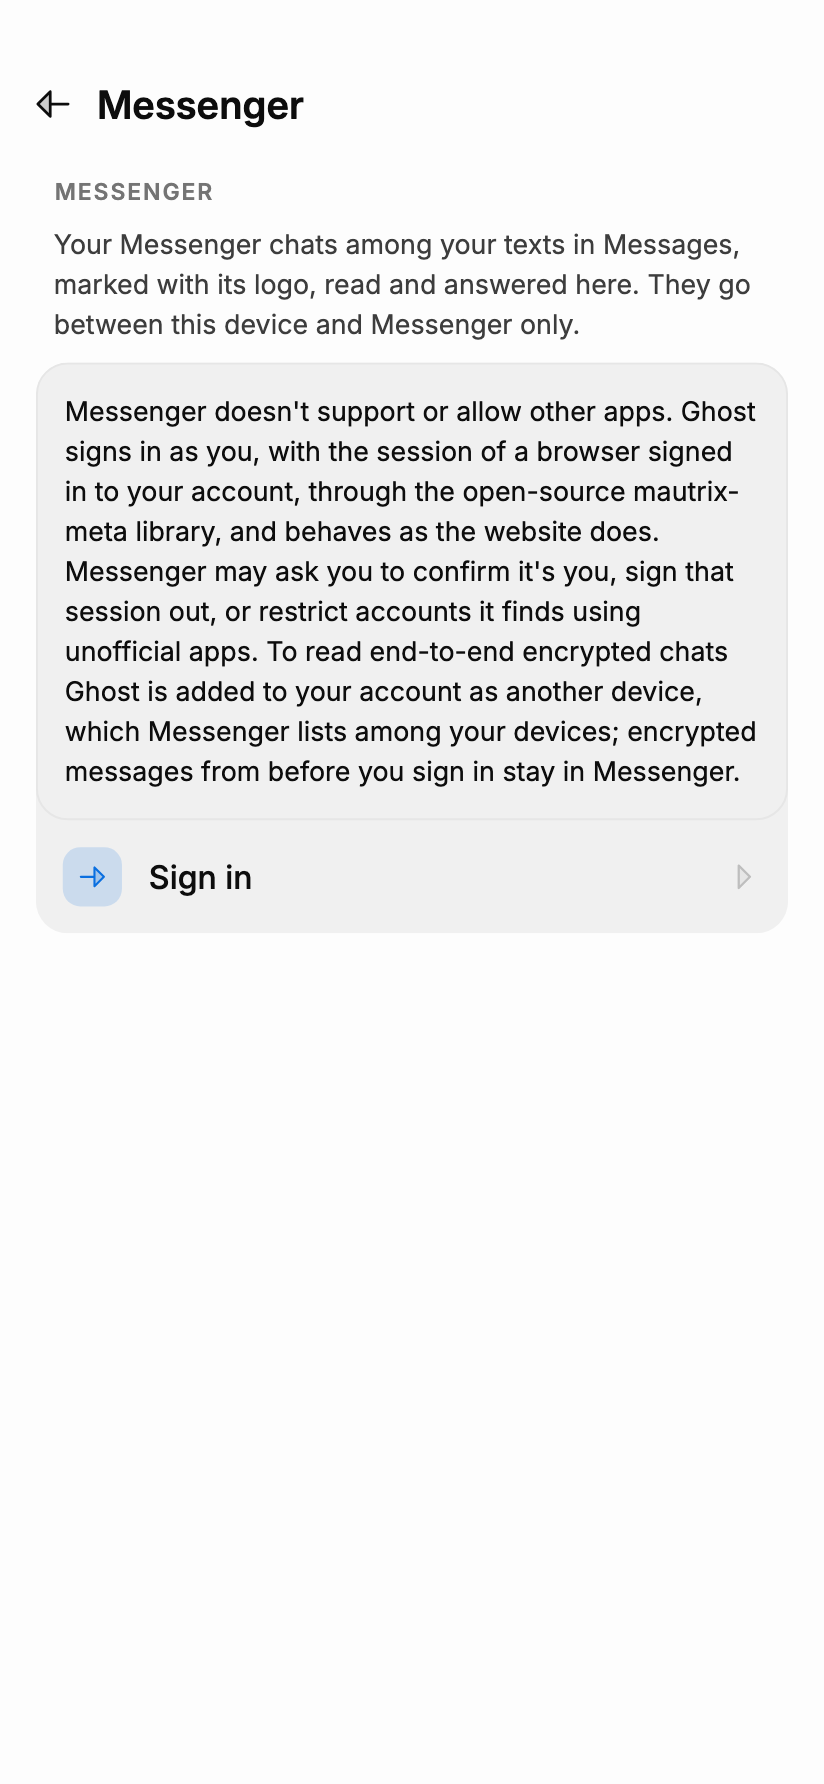 Messenger
MESSENGER
Your Messenger chats among your texts in Messages,
marked with its logo, read and answered here. They go
between this device and Messenger only.
Messenger doesn't support or allow other apps. Ghost
signs in as you, with the session of a browser signed
in to your account, through the open-source mautrix-
meta library, and behaves as the website does.
Messenger may ask you to confirm it's you, sign that
session out, or restrict accounts it finds using
unofficial apps. To read end-to-end encrypted chats
Ghost is added to your account as another device,
which Messenger lists among your devices; encrypted
messages from before you sign in stay in Messenger.
Sign in